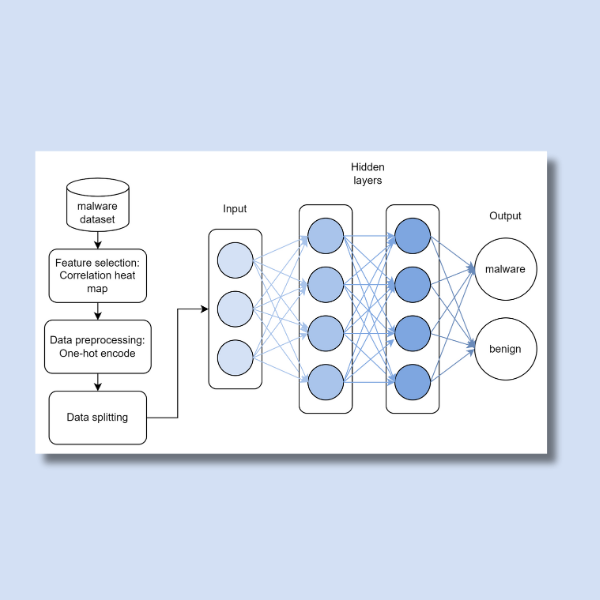 malware
dataset
Feature selection:
Correlation heat
map
Data preprocessing:
One-hot encode
Data splitting
Input
Hidden
layers
Output
malware
benign